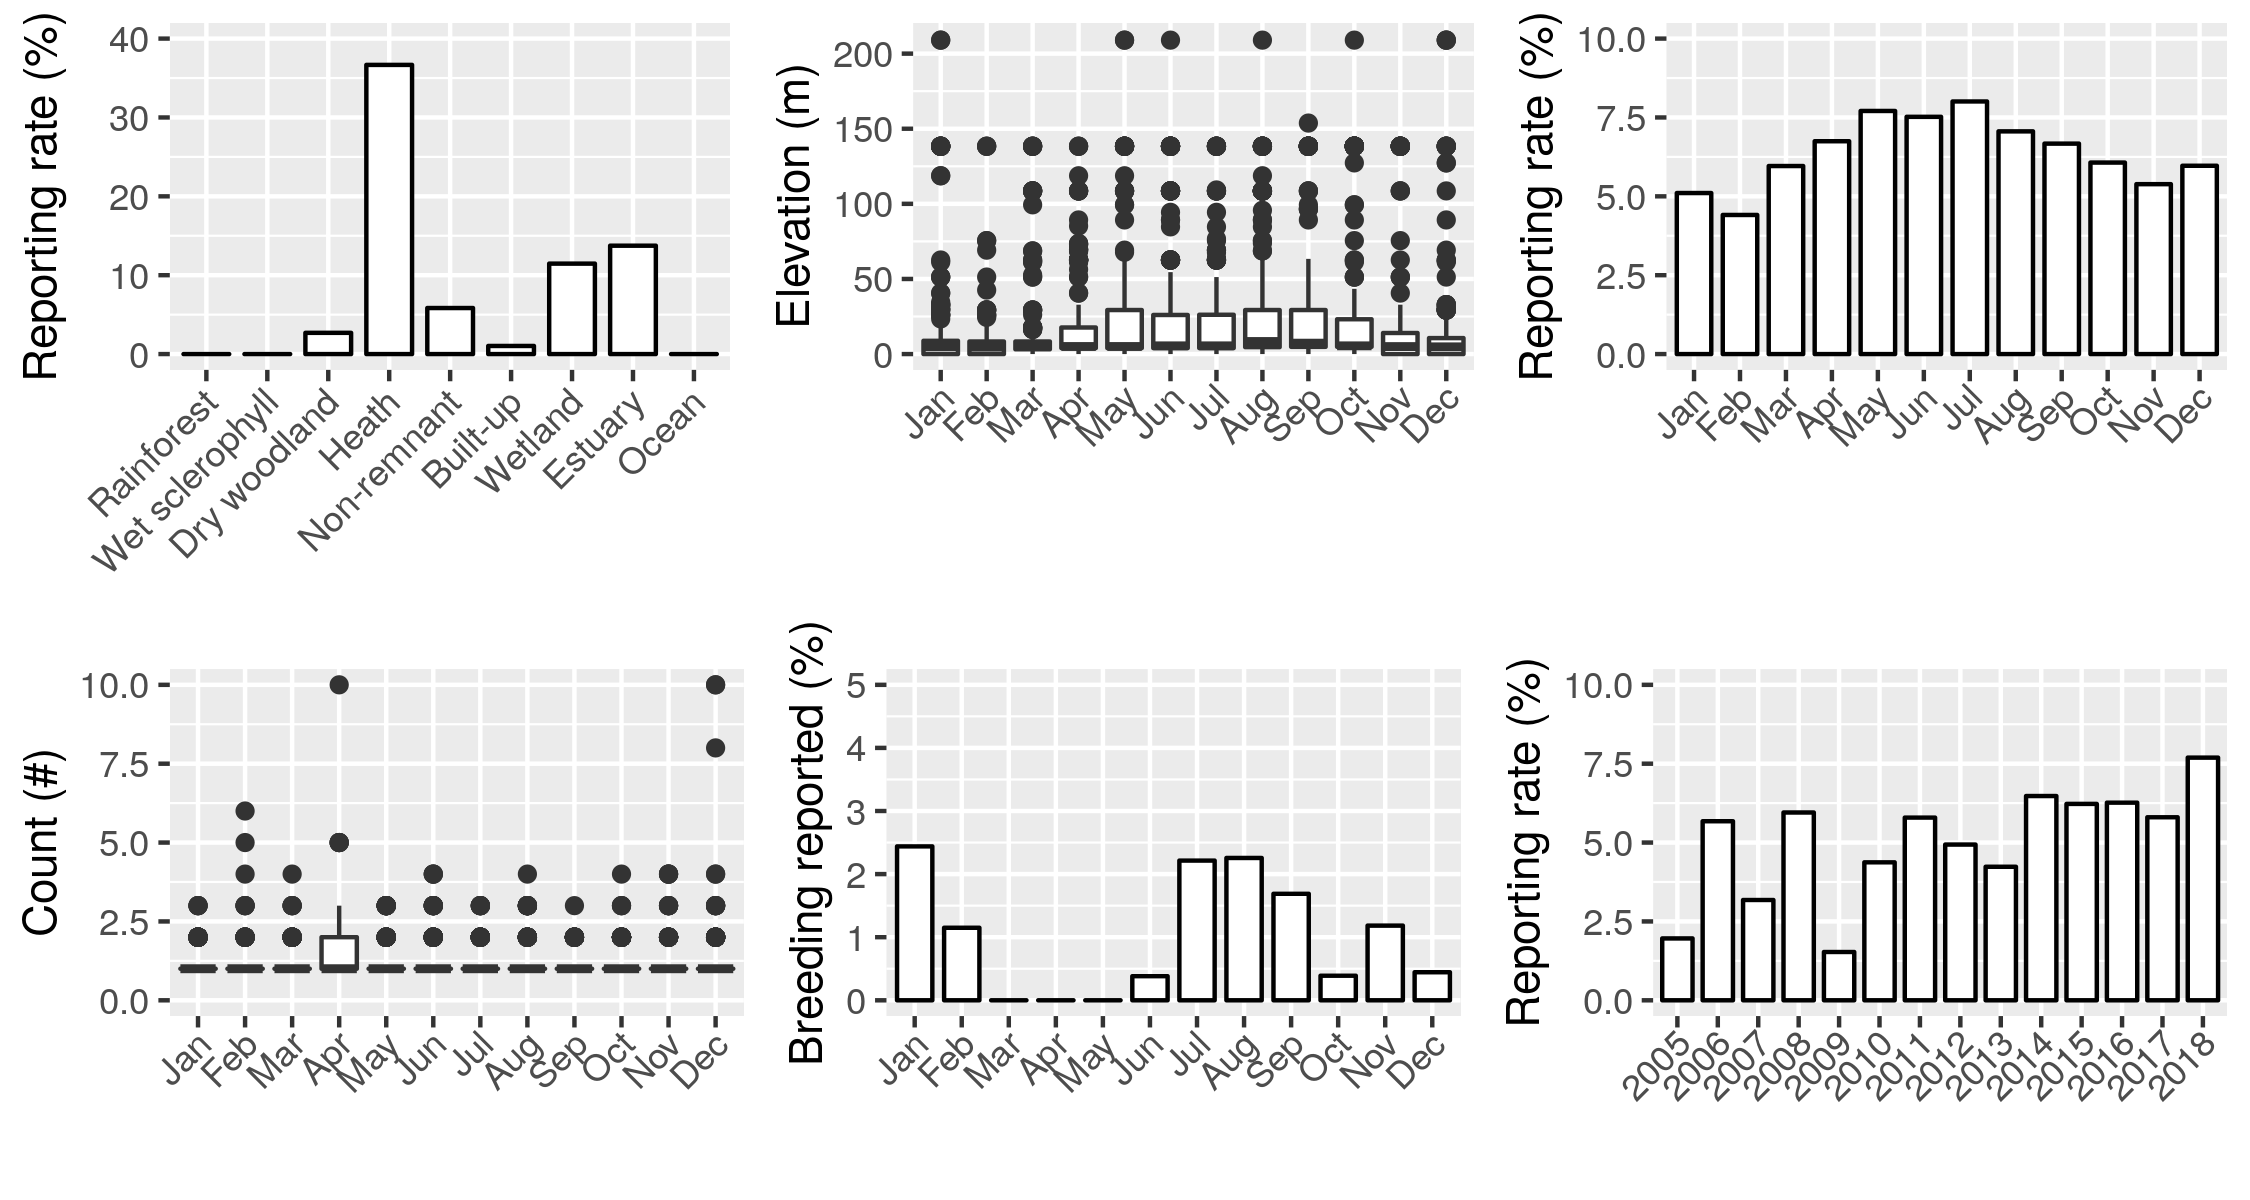 Reporting rate (%)
40
30
20
10
0
Rainforest
Wet sclerophyll
Dry woodland
Heath
Non-remnant
Built-up
Wetland
Estuary
Ocean
Elevation (m)
200
150
100
50
0
Jan
Feb
Mar
Apr
May
Jun
Jul
Aug
Sep
Oct
Nov
Dec
Reporting rate (%)
10.0
7.5
5.0
2.5
0.0
Jan
Feb
Mar
Apr
May
Jun
Jul
Aug
Sep
Oct
Nov
Dec
Count (#)
10.0
7.5
5.0
2.5
0.0
Jan
Feb
Mar
Apr
May
Jun
Jul
Aug
Sep
Oct
Nov
Dec
Breeding reported (%)
5
4
3
2
1
0
Jan
Feb
Mar
Apr
May
Jun
Jul
Aug
Sep
Oct
Nov
Dec
Reporting rate (%)
10.0
7.5
5.0
2.5
0.0
2005
2006
2007
2008
2009
2010
2011
2012
2013
2014
2015
2016
2017
2018